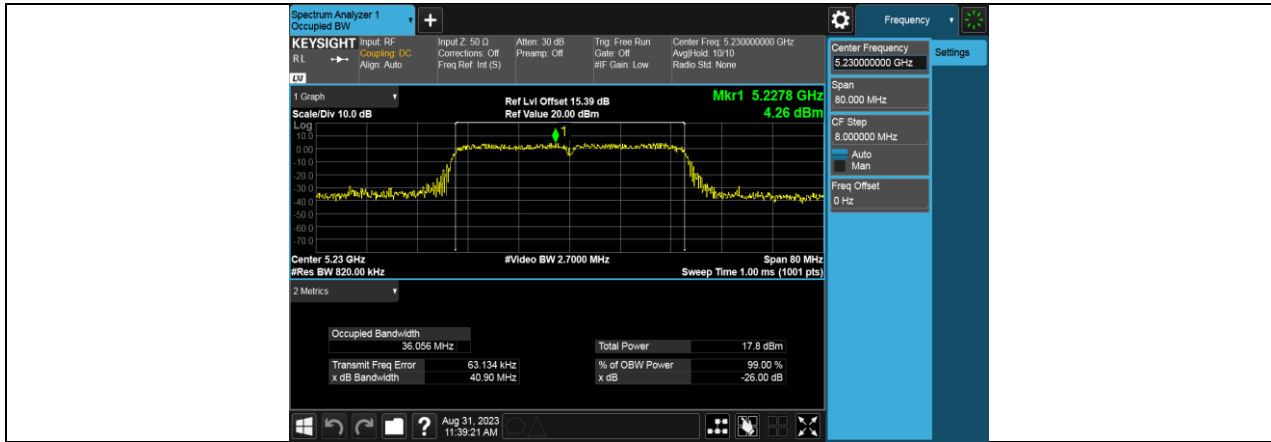 Spectrum Analyzer 1
Occupied BW
Frequency
KEYSIGHT
R L
LXI
Input: RF
Coupling: DC
Align: Auto
Input Z: 50 Ω
Corrections: Off
Freq Ref: Int (S)
Atten: 30 dB
Preamp: Off
Trig: Free Run
Gate: Off
#IF Gain: Low
Center Freq: 5.230000000 GHz
Avg|Hold: 10/10
Radio Std: None
Center Frequency
5.230000000 GHz
Settings
Span
80.000 MHz
CF Step
8.000000 MHz
Auto
Man
Freq Offset
0 Hz
1 Graph
Scale/Div 10.0 dB
Ref Lvl Offset 15.39 dB
Ref Value 20.00 dBm
Mkr1 5.2278 GHz
4.26 dBm
Log
10.0
0.00
-10.0
-20.0
-30.0
-40.0
-50.0
-60.0
-70.0
1
Center 5.23 GHz
#Res BW 820.00 kHz
#Video BW 2.7000 MHz
Span 80 MHz
Sweep Time 1.00 ms (1001 pts)
2 Metrics
Occupied Bandwidth
36.056 MHz
Transmit Freq Error 63.134 kHz
x dB Bandwidth 40.90 MHz
Total Power 17.8 dBm
% of OBW Power 99.00 %
x dB -26.00 dB
?
Aug 31, 2023
11:39:21 AM